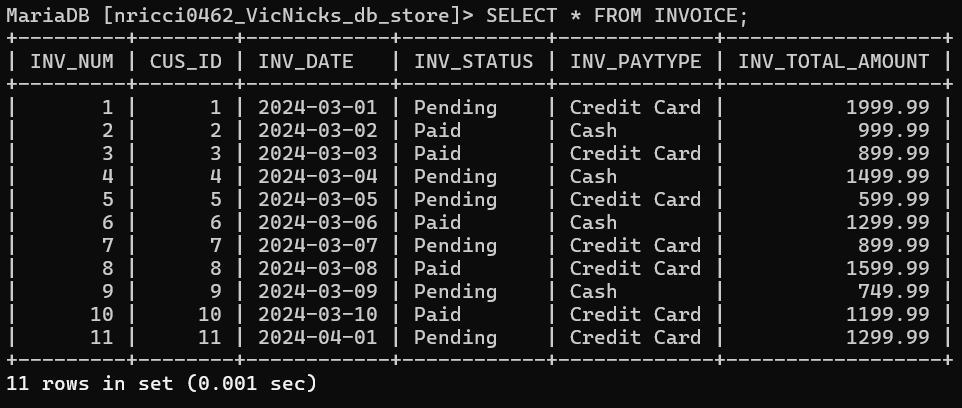 MariaDB [nricci0462_VicNicks_db_store]> SELECT * FROM INVOICE;
+---------+--------+------------+------------+-------------+------------------+
| INV_NUM | CUS_ID | INV_DATE   | INV_STATUS | INV_PAYTYPE | INV_TOTAL_AMOUNT |
+---------+--------+------------+------------+-------------+------------------+
|       1 |      1 | 2024-03-01 | Pending    | Credit Card |          1999.99 |
|       2 |      2 | 2024-03-02 | Paid       | Cash        |           999.99 |
|       3 |      3 | 2024-03-03 | Paid       | Credit Card |           899.99 |
|       4 |      4 | 2024-03-04 | Pending    | Cash        |          1499.99 |
|       5 |      5 | 2024-03-05 | Pending    | Credit Card |           599.99 |
|       6 |      6 | 2024-03-06 | Paid       | Cash        |          1299.99 |
|       7 |      7 | 2024-03-07 | Pending    | Credit Card |           899.99 |
|       8 |      8 | 2024-03-08 | Paid       | Credit Card |          1599.99 |
|       9 |      9 | 2024-03-09 | Pending    | Cash        |           749.99 |
|      10 |     10 | 2024-03-10 | Paid       | Credit Card |          1199.99 |
|      11 |     11 | 2024-04-01 | Pending    | Credit Card |          1299.99 |
+---------+--------+------------+------------+-------------+------------------+
11 rows in set (0.001 sec)